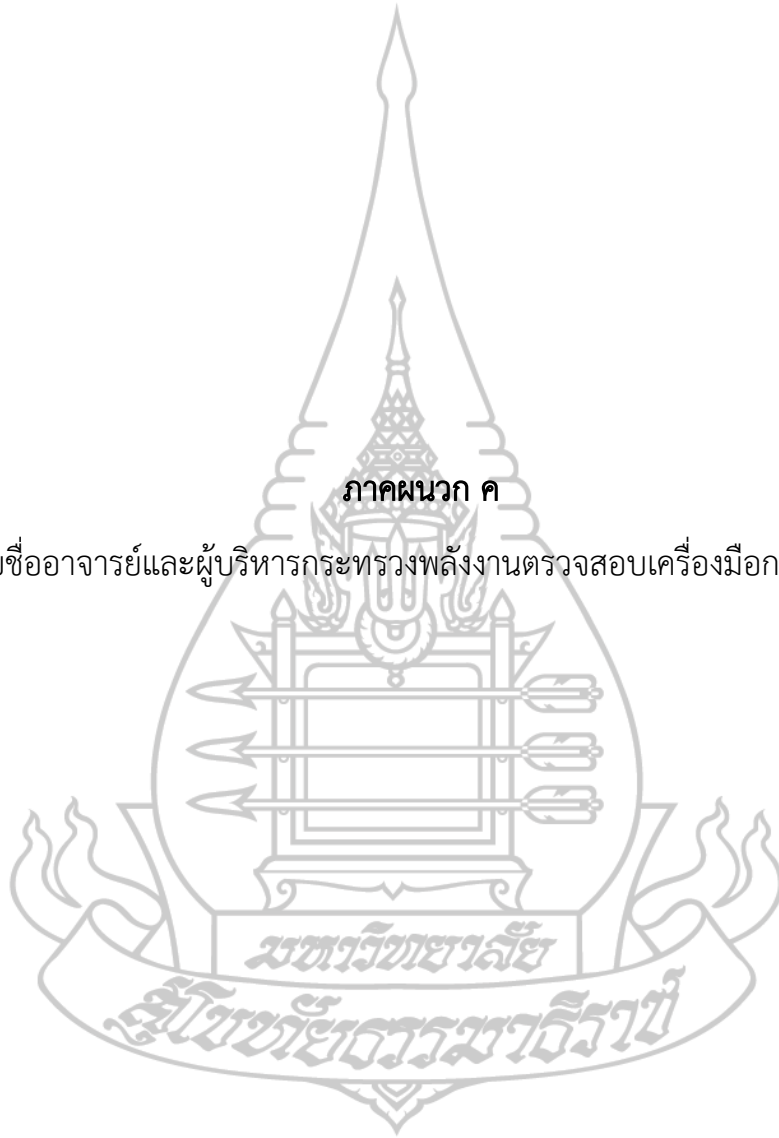 ภาคผนวก ค
ชื่ออาจารย์และผู้บริหารกระทรวงพลังงานตรวจสอบเครื่องมือก
มหาวิทยาลัย
สุโขทัยธรรมาธิราช